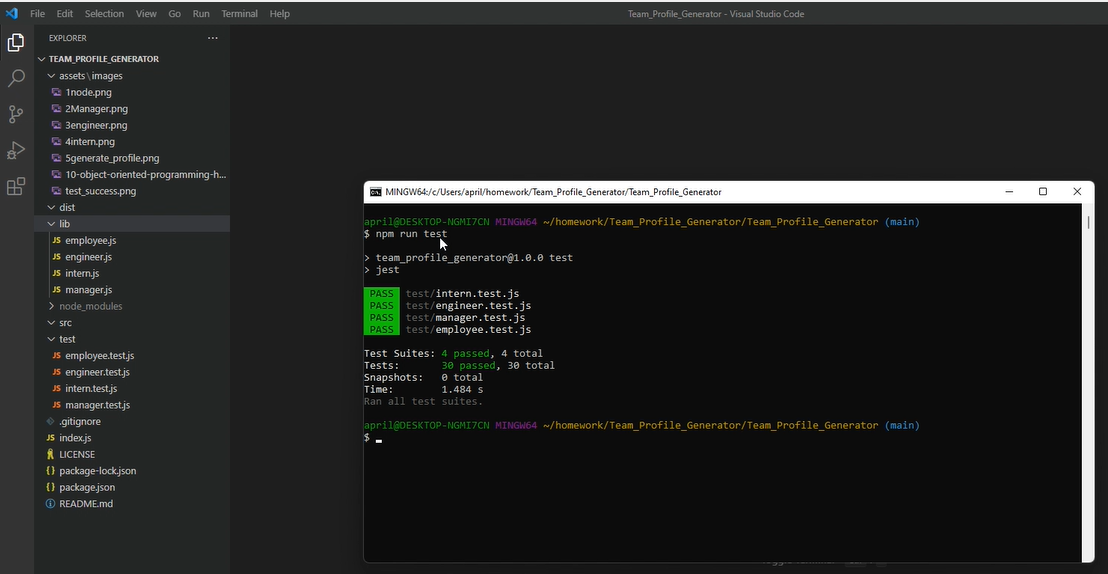 File Edit Selection View Go Run Terminal Help
Team_Profile_Generator - Visual Studio Code
EXPLORER ···
TEAM_PROFILE_GENERATOR
assets\images
1node.png
2Manager.png
3engineer.png
4intern.png
5generate_profile.png
10-object-oriented-programming-h...
test_success.png
dist
lib
JS employee.js
JS engineer.js
JS intern.js
JS manager.js
node_modules
src
test
JS employee.test.js
JS engineer.test.js
JS intern.test.js
JS manager.test.js
.gitignore
JS index.js
LICENSE
{} package-lock.json
{} package.json
README.md
MINGW64:/c/Users/april/homework/Team_Profile_Generator/Team_Profile_Generator
april@DESKTOP-NGMI7CN MINGW64 ~/homework/Team_Profile_Generator/Team_Profile_Generator (main)
$ npm run test
> team_profile_generator@1.0.0 test
> jest
PASS test/intern.test.js
PASS test/engineer.test.js
PASS test/manager.test.js
PASS test/employee.test.js
Test Suites: 4 passed, 4 total
Tests: 30 passed, 30 total
Snapshots: 0 total
Time: 1.484 s
Ran all test suites.
april@DESKTOP-NGMI7CN MINGW64 ~/homework/Team_Profile_Generator/Team_Profile_Generator (main)
$